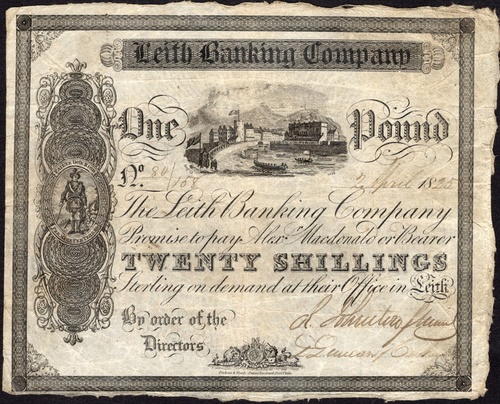 Leith Banking Company
One Pound
No. 80/108
2 April 1825
The Leith Banking Company
Promise to pay Alexr. Macdonald or Bearer
TWENTY SHILLINGS
Sterling on demand at their Office in Leith
By order of the
Directors